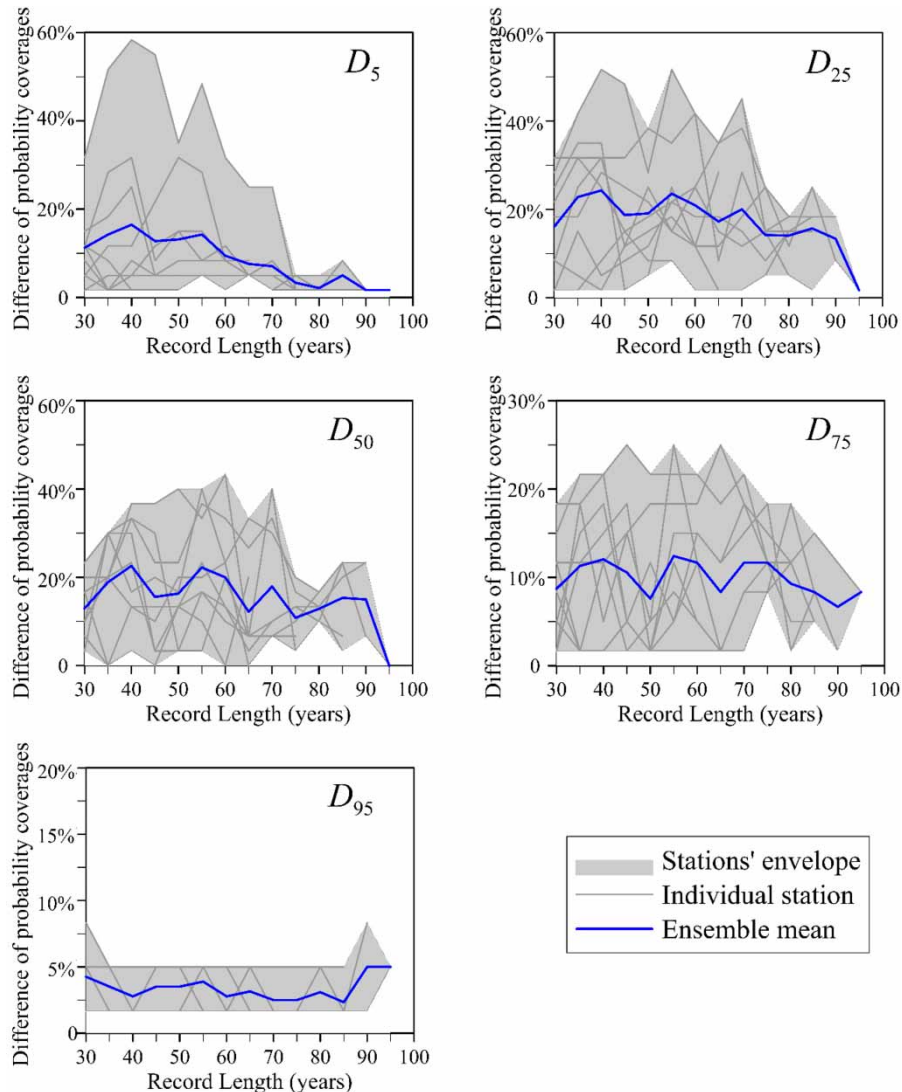 Difference of probability coverages
60%
40%
20%
0
D5
30 40 50 60 70 80 90 100
Record Length (years)
Difference of probability coverages
60%
40%
20%
0
D25
30 40 50 60 70 80 90 100
Record Length (years)
Difference of probability coverages
60%
40%
20%
0
D50
30 40 50 60 70 80 90 100
Record Length (years)
Difference of probability coverages
30%
20%
10%
0
D75
30 40 50 60 70 80 90 100
Record Length (years)
Difference of probability coverages
20%
15%
10%
5%
0
D95
30 40 50 60 70 80 90 100
Record Length (years)
Stations' envelope
Individual station
Ensemble mean